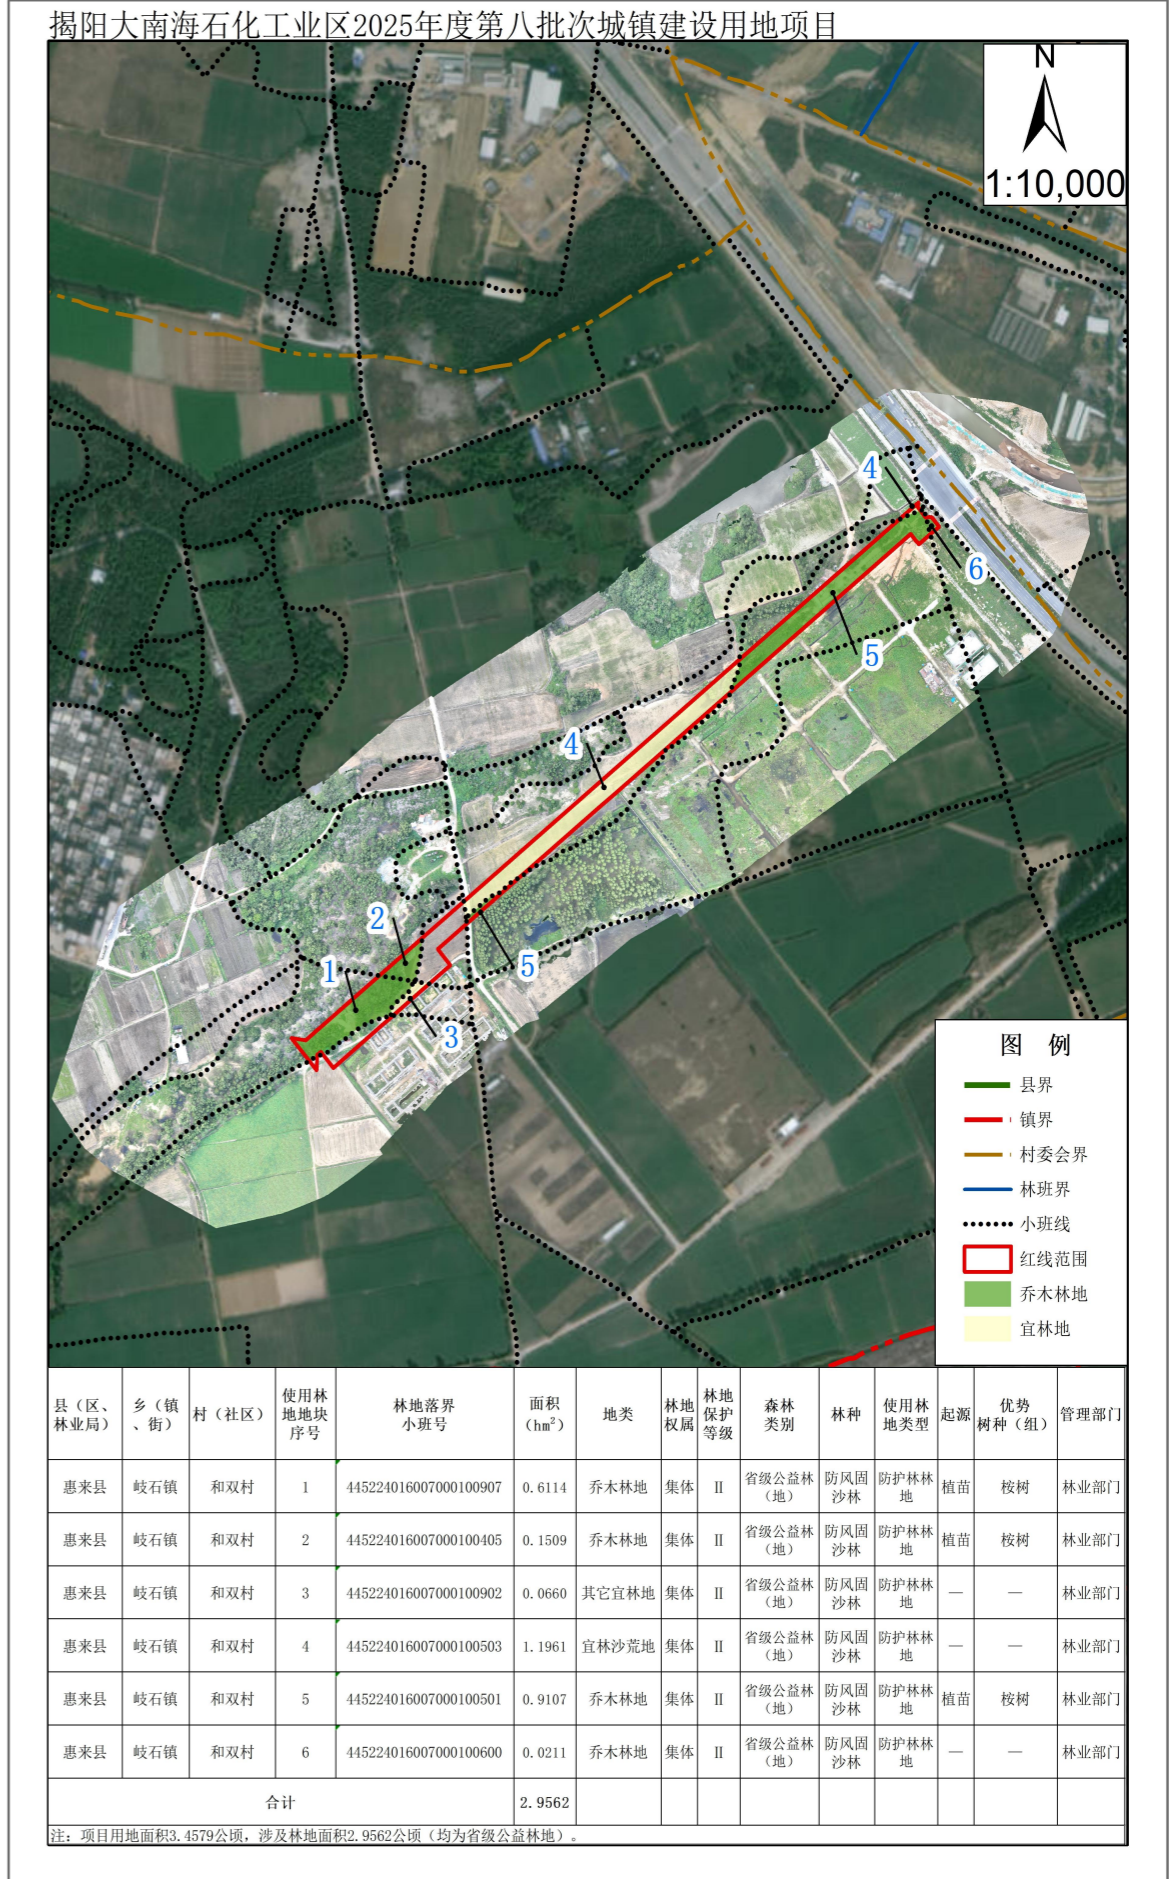 揭阳大南海石化工业区2025年度第八批次城镇建设用地项目
N
1:10,000
4
6
5
4
2
1
5
3
图 例
县界
镇界
村委会界
林班界
小班线
红线范围
乔木林地
宜林地
县（区、林业局） 乡（镇、街） 村（社区） 使用林地地块序号 林地落界小班号 面积（hm²） 地类 林地权属 林地保护等级 森林类别 林种 使用林地类型 起源 优势树种（组） 管理部门
惠来县 岐石镇 和双村 1 445224016007000100907 0.6114 乔木林地 集体 II 省级公益林（地） 防风固沙林 防护林林地 植苗 桉树 林业部门
惠来县 岐石镇 和双村 2 445224016007000100405 0.1509 乔木林地 集体 II 省级公益林（地） 防风固沙林 防护林林地 植苗 桉树 林业部门
惠来县 岐石镇 和双村 3 445224016007000100902 0.0660 其它宜林地 集体 II 省级公益林（地） 防风固沙林 防护林林地 — — 林业部门
惠来县 岐石镇 和双村 4 445224016007000100503 1.1961 宜林沙荒地 集体 II 省级公益林（地） 防风固沙林 防护林林地 — — 林业部门
惠来县 岐石镇 和双村 5 445224016007000100501 0.9107 乔木林地 集体 II 省级公益林（地） 防风固沙林 防护林林地 植苗 桉树 林业部门
惠来县 岐石镇 和双村 6 445224016007000100600 0.0211 乔木林地 集体 II 省级公益林（地） 防风固沙林 防护林林地 — — 林业部门
合计 2.9562
注：项目用地面积3.4579公顷，涉及林地面积2.9562公顷（均为省级公益林地）。